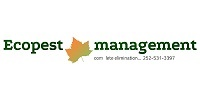 Ecopest management
com lete elimination... 252-531-3397